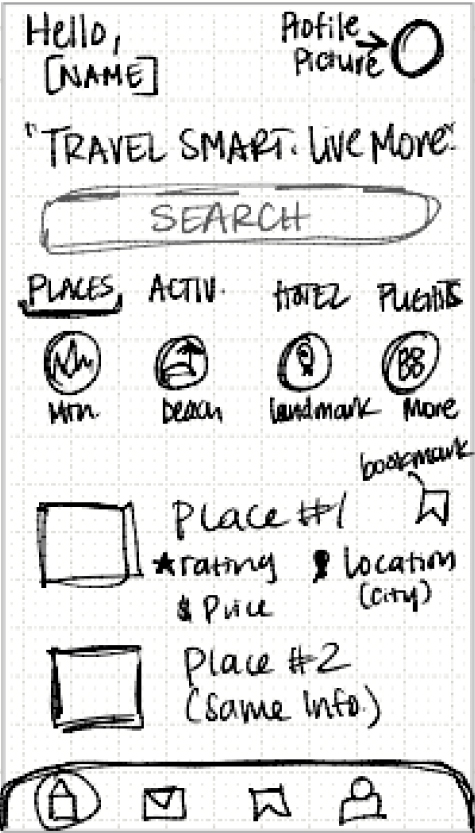 Hello,
[NAME]
Profile
Picture
"TRAVEL SMART. Live More."
SEARCH
PLACES ACTIV. HOTEL FLIGHTS
Mtn. beach landmark More
bookmark
Place #1
★rating Location
(City)
$ Price
Place #2
(Same Info.)